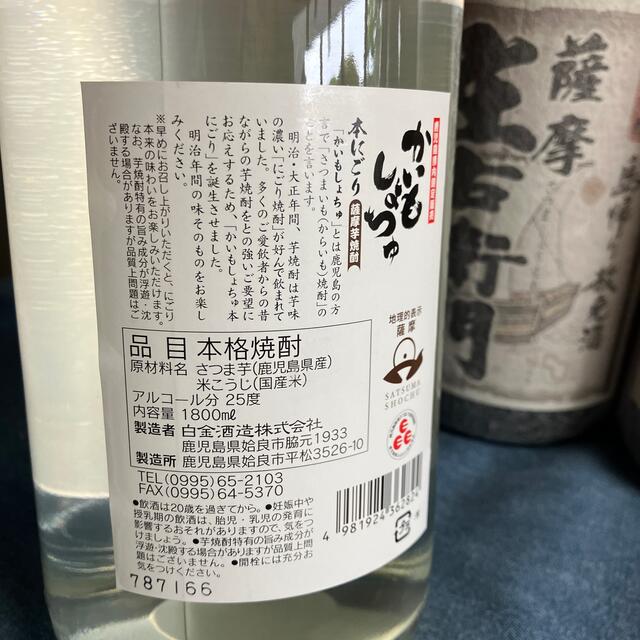 かいも
しょちゅ
本にごり 薩摩芋焼酎
「かいもしょちゅ」とは鹿児島の方
言で「さつまいも(からいも)焼酎」の
ことを言います。
明治・大正年間、芋焼酎は芋味
の濃い「にごり焼酎」が好んで飲まれて
いました。多くのご愛飲者からの昔
ながらの芋焼酎をとの強いご要望に
お応えするため、「かいもしょちゅ本
にごり」を誕生させました。
明治年間の味そのものをお楽し
みください。
※早めにお召し上がりいただくと、にごり
本来の味わいをお楽しみいただけます。
なお、芋焼酎特有の旨み成分が浮遊・沈
殿する場合がありますが品質上問題はご
ざいません。
地理的表示
薩摩
SATSUMA
SHOCHU
品目 本格焼酎
原材料名 さつま芋(鹿児島県産)
米こうじ(国産米)
アルコール分 25度
内容量 1800㎖
製造者 白金酒造株式会社
鹿児島県姶良市脇元1933
製造所 鹿児島県姶良市平松3526-10
TEL(0995)65-2103
FAX(0995)64-5370
●飲酒は20歳を過ぎてから。●妊娠中や
授乳期の飲酒は、胎児・乳児の発育に
影響するおそれがありますので、気をつ
けましょう。●芋焼酎特有の旨み成分が
浮遊・沈殿する場合がありますが品質上問
題はございません。●開栓には充分お
気をつけください。
787166
4 981924 562824
薩摩
左右衛門